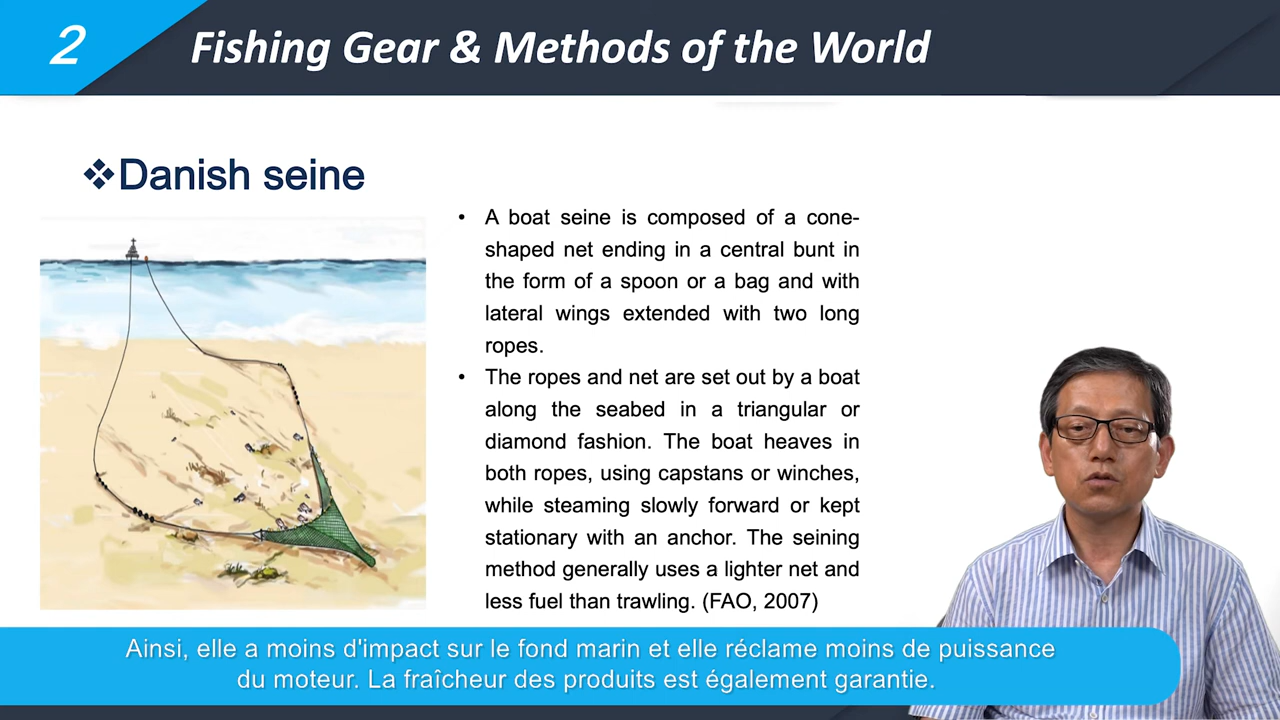 2
Fishing Gear & Methods of the World
❖Danish seine
• A boat seine is composed of a cone-
shaped net ending in a central bunt in
the form of a spoon or a bag and with
lateral wings extended with two long
ropes.
• The ropes and net are set out by a boat
along the seabed in a triangular or
diamond fashion. The boat heaves in
both ropes, using capstans or winches,
while steaming slowly forward or kept
stationary with an anchor. The seining
method generally uses a lighter net and
less fuel than trawling. (FAO, 2007)
Ainsi, elle a moins d'impact sur le fond marin et elle réclame moins de puissance
du moteur. La fraîcheur des produits est également garantie.